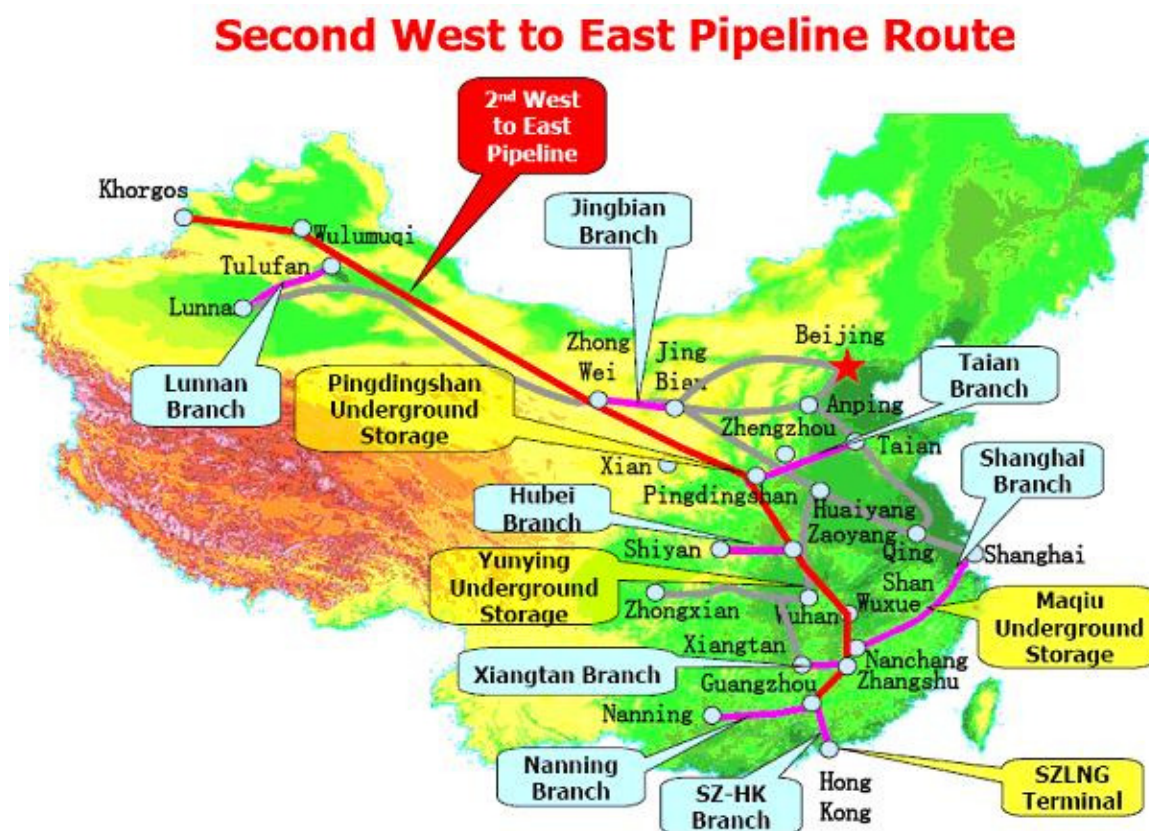 Second West to East Pipeline Route
2nd West
to East
Pipeline
Khorgos
Jingbian
Branch
Wulumuqi
Tulufan
Lunna
Beijing
Zhong
Wei
Jing
Bian
Taian
Branch
Lunnan
Branch
Pingdingshan
Underground
Storage
Anping
Zhengzhou
Taian
Xian
Shanghai
Branch
Pingdingshan
Hubei
Branch
Huaiyang
Zaoyang
Qing
Shan
Shiyan
Shanghai
Yunying
Underground
Storage
Zhongxian
Wuhan
Wuxue
Maqiu
Underground
Storage
Xiangtan
Nanchang
Xiangtan Branch
Zhangshu
Guangzhou
Nanning
Nanning
Branch
SZ-HK
Branch
Hong
Kong
SZLNG
Terminal